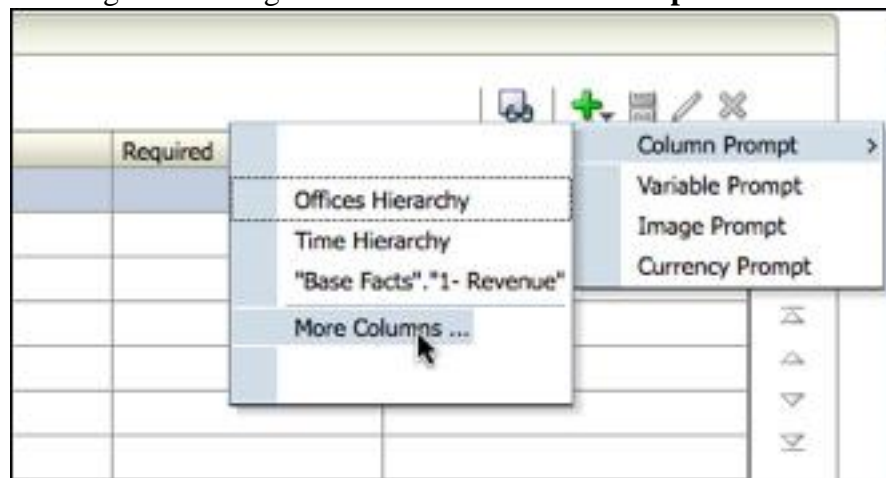 Required
Column Prompt >
Variable Prompt
Image Prompt
Currency Prompt
Offices Hierarchy
Time Hierarchy
"Base Facts"."1- Revenue"
More Columns ...